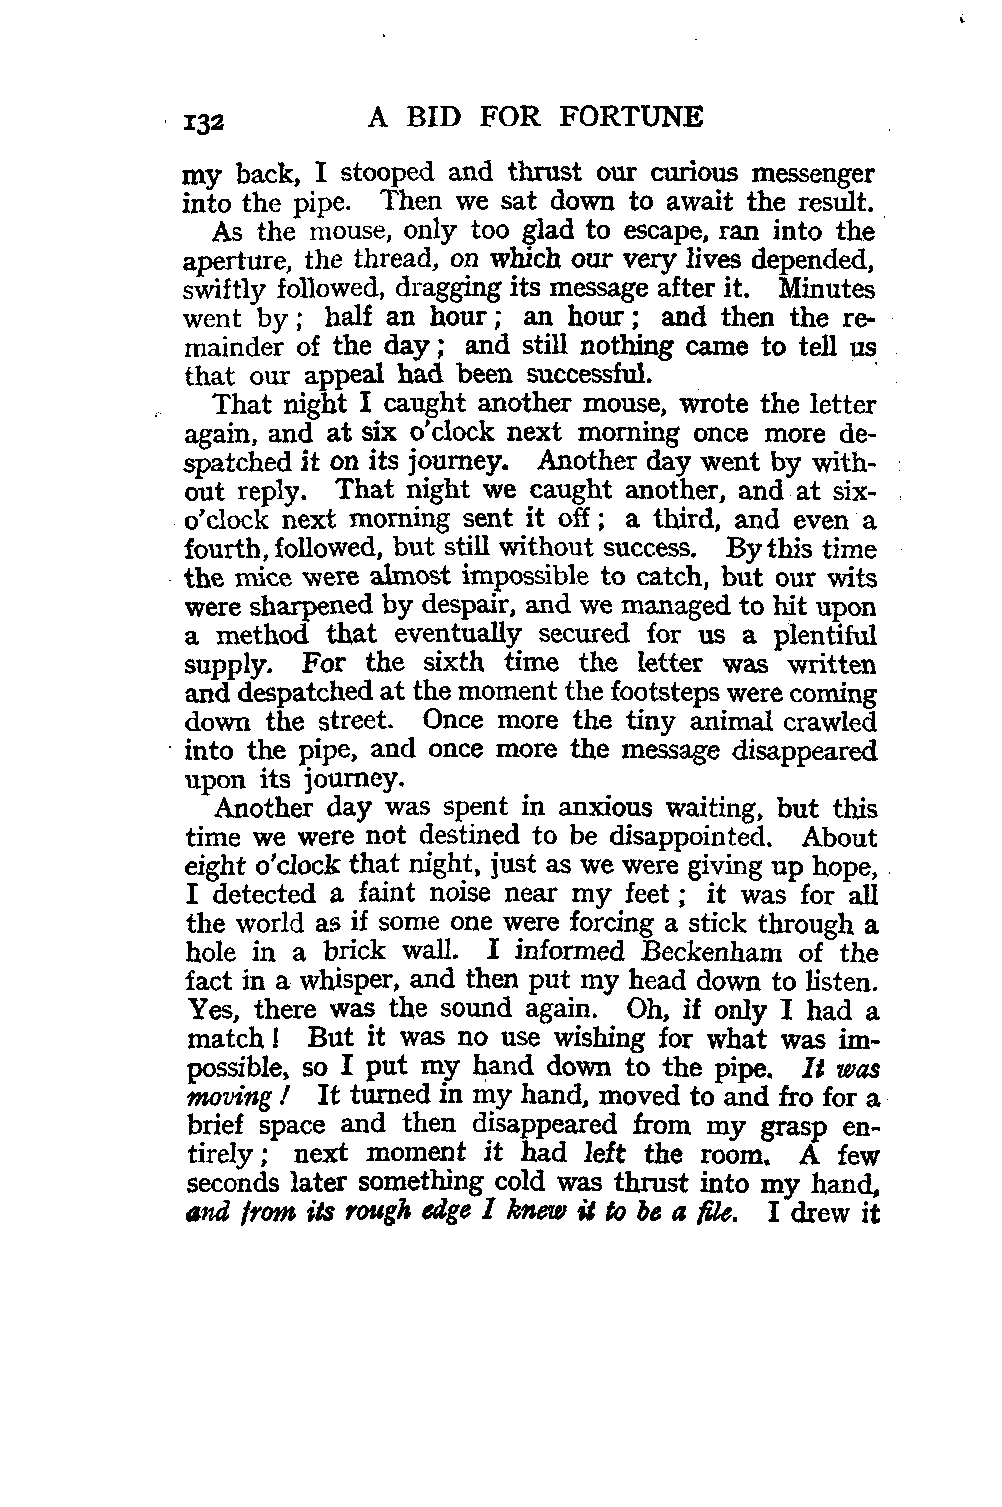 132 A BID FOR FORTUNE
my back, I stooped and thrust our curious messenger
into the pipe. Then we sat down to await the result.
As the mouse, only too glad to escape, ran into the
aperture, the thread, on which our very lives depended,
swiftly followed, dragging its message after it. Minutes
went by; half an hour; an hour; and then the re-
mainder of the day; and still nothing came to tell us
that our appeal had been successful.
That night I caught another mouse, wrote the letter
again, and at six o'clock next morning once more de-
spatched it on its journey. Another day went by with-
out reply. That night we caught another, and at six-
o'clock next morning sent it off; a third, and even a
fourth, followed, but still without success. By this time
the mice were almost impossible to catch, but our wits
were sharpened by despair, and we managed to hit upon
a method that eventually secured for us a plentiful
supply. For the sixth time the letter was written
and despatched at the moment the footsteps were coming
down the street. Once more the tiny animal crawled
into the pipe, and once more the message disappeared
upon its journey.
Another day was spent in anxious waiting, but this
time we were not destined to be disappointed. About
eight o'clock that night, just as we were giving up hope,
I detected a faint noise near my feet; it was for all
the world as if some one were forcing a stick through a
hole in a brick wall. I informed Beckenham of the
fact in a whisper, and then put my head down to listen.
Yes, there was the sound again. Oh, if only I had a
match! But it was no use wishing for what was im-
possible, so I put my hand down to the pipe. It was
moving! It turned in my hand, moved to and fro for a
brief space and then disappeared from my grasp en-
tirely; next moment it had left the room. A few
seconds later something cold was thrust into my hand,
and from its rough edge I knew it to be a file. I drew it